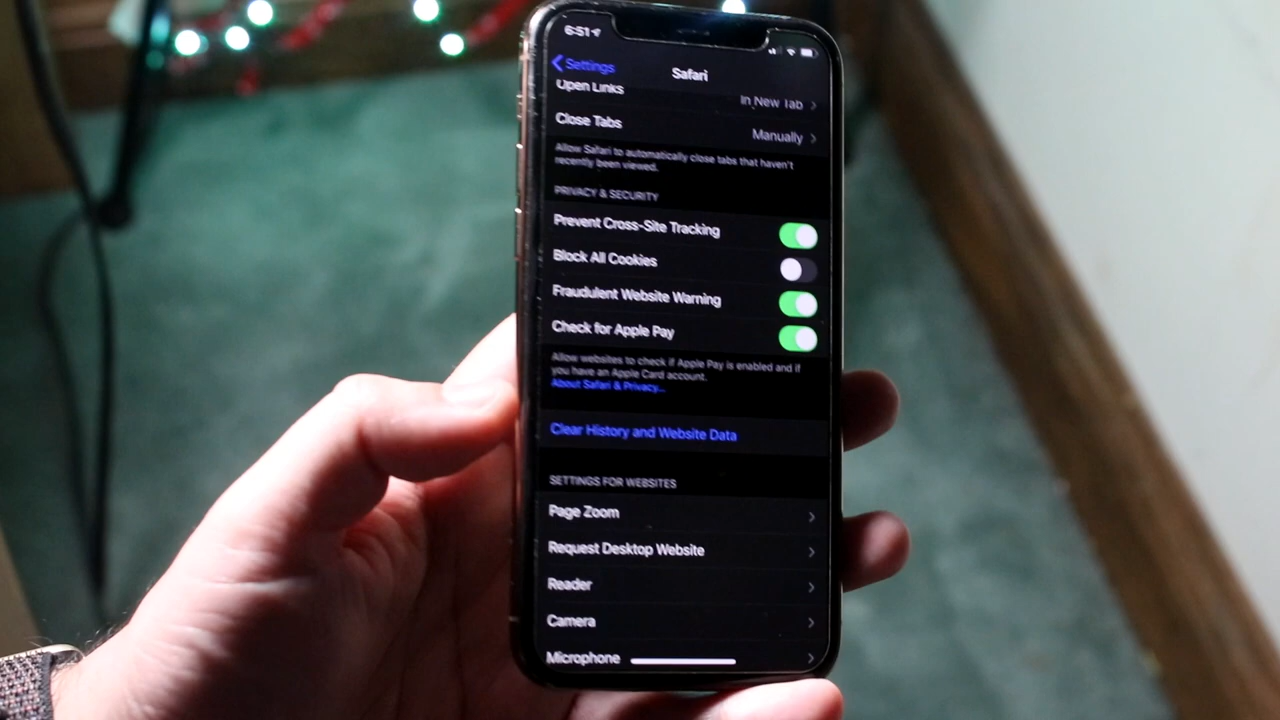 6:51
Settings
Safari
Open Links
In New Tab
Close Tabs
Manually
Allow Safari to automatically close tabs that haven't
recently been viewed.
PRIVACY & SECURITY
Prevent Cross-Site Tracking
Block All Cookies
Fraudulent Website Warning
Check for Apple Pay
Allow websites to check if Apple Pay is enabled and if
you have an Apple Card account.
About Safari & Privacy...
Clear History and Website Data
SETTINGS FOR WEBSITES
Page Zoom
Request Desktop Website
Reader
Camera
Microphone